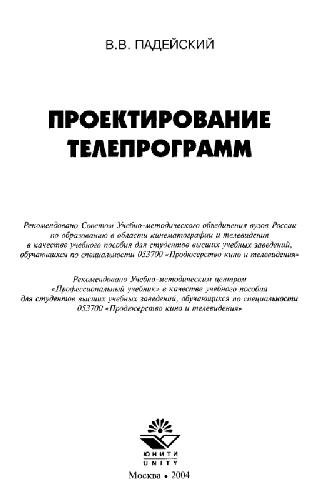 В.В. ПАДЕЙСКИЙ
ПРОЕКТИРОВАНИЕ
ТЕЛЕПРОГРАММ
Рекомендовано Советом Учебно-методического объединения вузов России
по образованию в области кинематографии и телевидения
в качестве учебного пособия для студентов высших учебных заведений,
обучающихся по специальности 053700 «Продюсерство кино и телевидения»
Рекомендовано Учебно-методическим центром
«Профессиональный учебник» в качестве учебного пособия
для студентов высших учебных заведений, обучающихся по специальности
053700 «Продюсерство кино и телевидения»
ЮНИТИ
UNITY
Москва • 2004